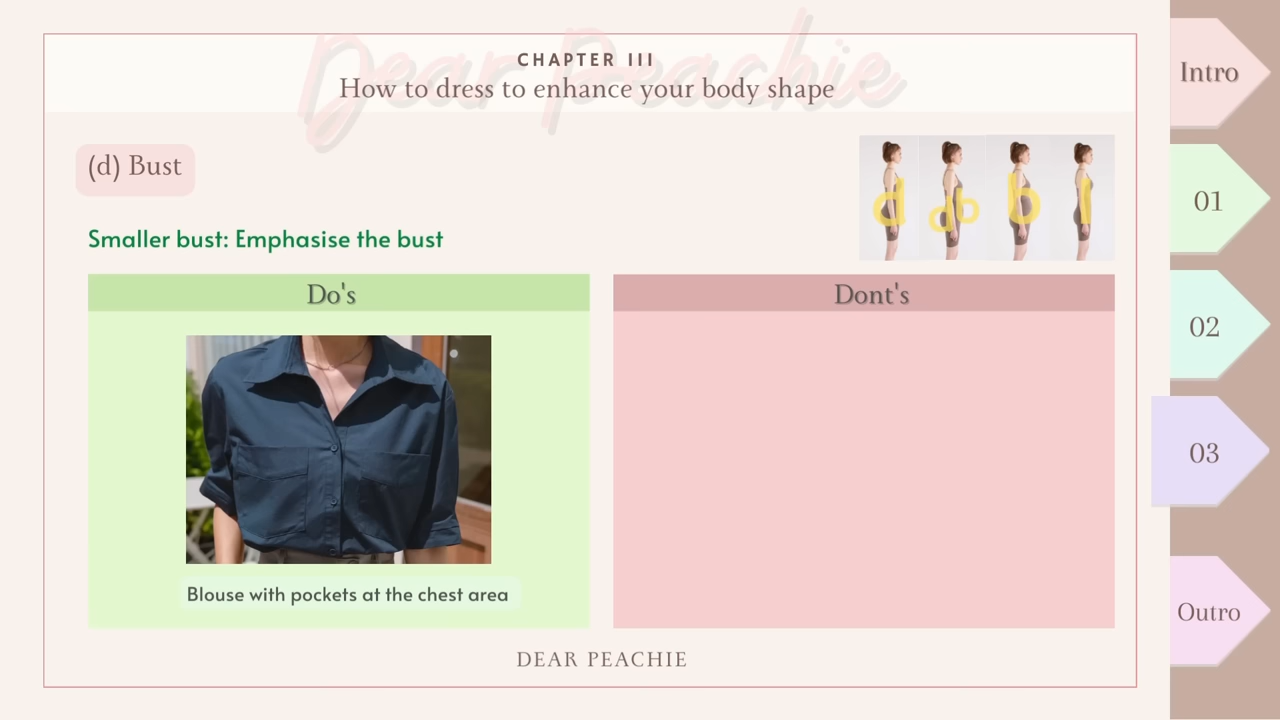 Dear Peachie
CHAPTER III
How to dress to enhance your body shape
(d) Bust
d
d b
b
l
Smaller bust: Emphasise the bust
Do's
Dont's
Blouse with pockets at the chest area
DEAR PEACHIE
Intro
01
02
03
Outro